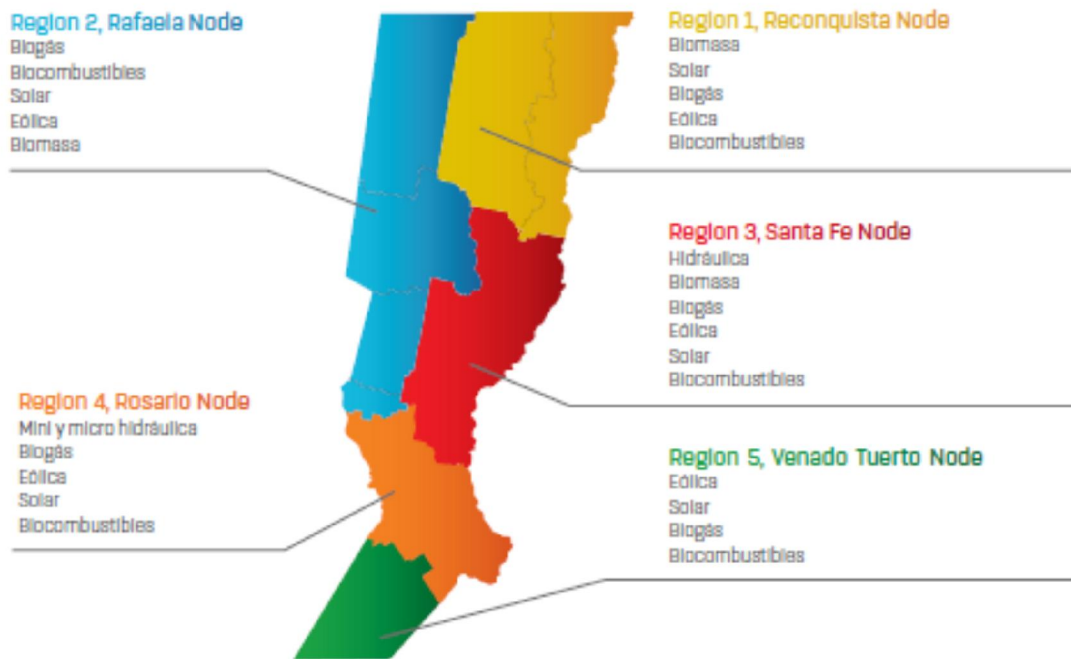 Region 2, Rafaela Node
Biogás
Biocombustibles
Solar
Eólica
Biomasa
Region 1, Reconquista Node
Biomasa
Solar
Biogás
Eólica
Biocombustibles
Region 3, Santa Fe Node
Hidráulica
Biomasa
Biogás
Eólica
Solar
Biocombustibles
Region 4, Rosario Node
Mini y micro hidráulica
Biogás
Eólica
Solar
Biocombustibles
Region 5, Venado Tuerto Node
Eólica
Solar
Biogás
Biocombustibles